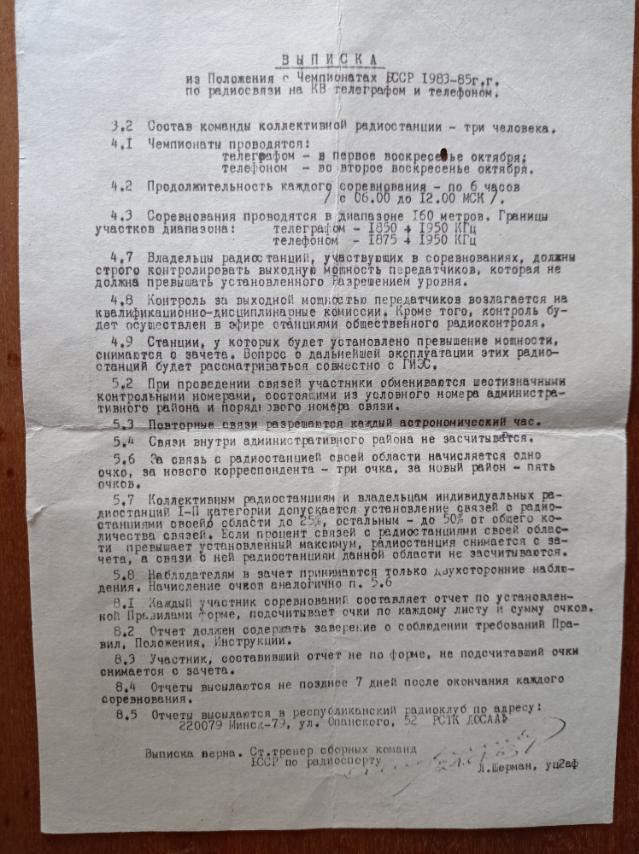 ВЫПИСКА
из Положения о Чемпионатах БССР 1983-85г.г.
по радиосвязи на КВ телеграфом и телефоном.
3.2 Состав команды коллективной радиостанции - три человека.
4.1 Чемпионаты проводятся:
телеграфом - в первое воскресенье октября;
телефоном - во второе воскресенье октября.
4.2 Продолжительность каждого соревнования - по 6 часов
/ с 06.00 до 12.00 МСК /.
4.3 Соревнования проводятся в диапазоне 160 метров. Границы
участков диапазона: телеграфом - 1850 + 1950 КГц
телефоном - 1875 + 1950 КГц
4.7 Владельцы радиостанций, участвующих в соревнованиях, должны
строго контролировать выходную мощность передатчиков, которая не
должна превышать установленного разрешением уровня.
4.8 Контроль за выходной мощностью передатчиков возлагается на
квалификационно-дисциплинарные комиссии. Кроме того, контроль бу-
дет осуществлен в эфире станциями общественного радиоконтроля.
4.9 Станции, у которых будет установлено превышение мощности,
снимаются с зачета. Вопрос о дальнейшей эксплуатации этих радио-
станций будет рассматриваться совместно с ГИЭС.
5.2 При проведении связей участники обмениваются шестизначными
контрольными номерами, состоящими из условного номера админист-
ративного района и порядкового номера связи.
5.3 Повторные связи разрешаются каждый астрономический час.
5.4 Связи внутри административного района не засчитываются.
5.6 За связь с радиостанцией своей области начисляется одно
очко, за нового корреспондента - три очка, за новый район - пять
очков.
5.7 Коллективным радиостанциям и владельцам индивидуальных ра-
диостанций I-П категории допускается установление связей с радио-
станциями своей области до 25%, остальным - до 50% от общего ко-
личества связей. Если процент связей с радиостанциями своей облас-
ти превышает установленный максимум, радиостанция снимается с за-
чета, а связи с ней радиостанциям данной области не засчитываются.
5.8 Наблюдателям в зачет принимаются только двухсторонние наблю-
дения. Начисление очков аналогично п. 5.6
8.1 Каждый участник соревнований составляет отчет по установлен-
ной Правилами форме, подсчитывает очки по каждому листу и сумму очков.
8.2 Отчет должен содержать заверение о соблюдении требований Пра-
вил, Положения, Инструкции.
8.3 Участник, составивший отчет не по форме, не подсчитавший очки
снимается с зачета.
8.4 Отчеты высылаются не позднее 7 дней после окончания каждого
соревнования.
8.5 Отчеты высылаются в республиканский радиоклуб по адресу:
220079 Минск-79, ул. Опанского, 52 РСТК ДОСААФ
Выписка верна. Ст.тренер сборных команд
БССР по радиоспорту
Л.Шерман, уц2аф